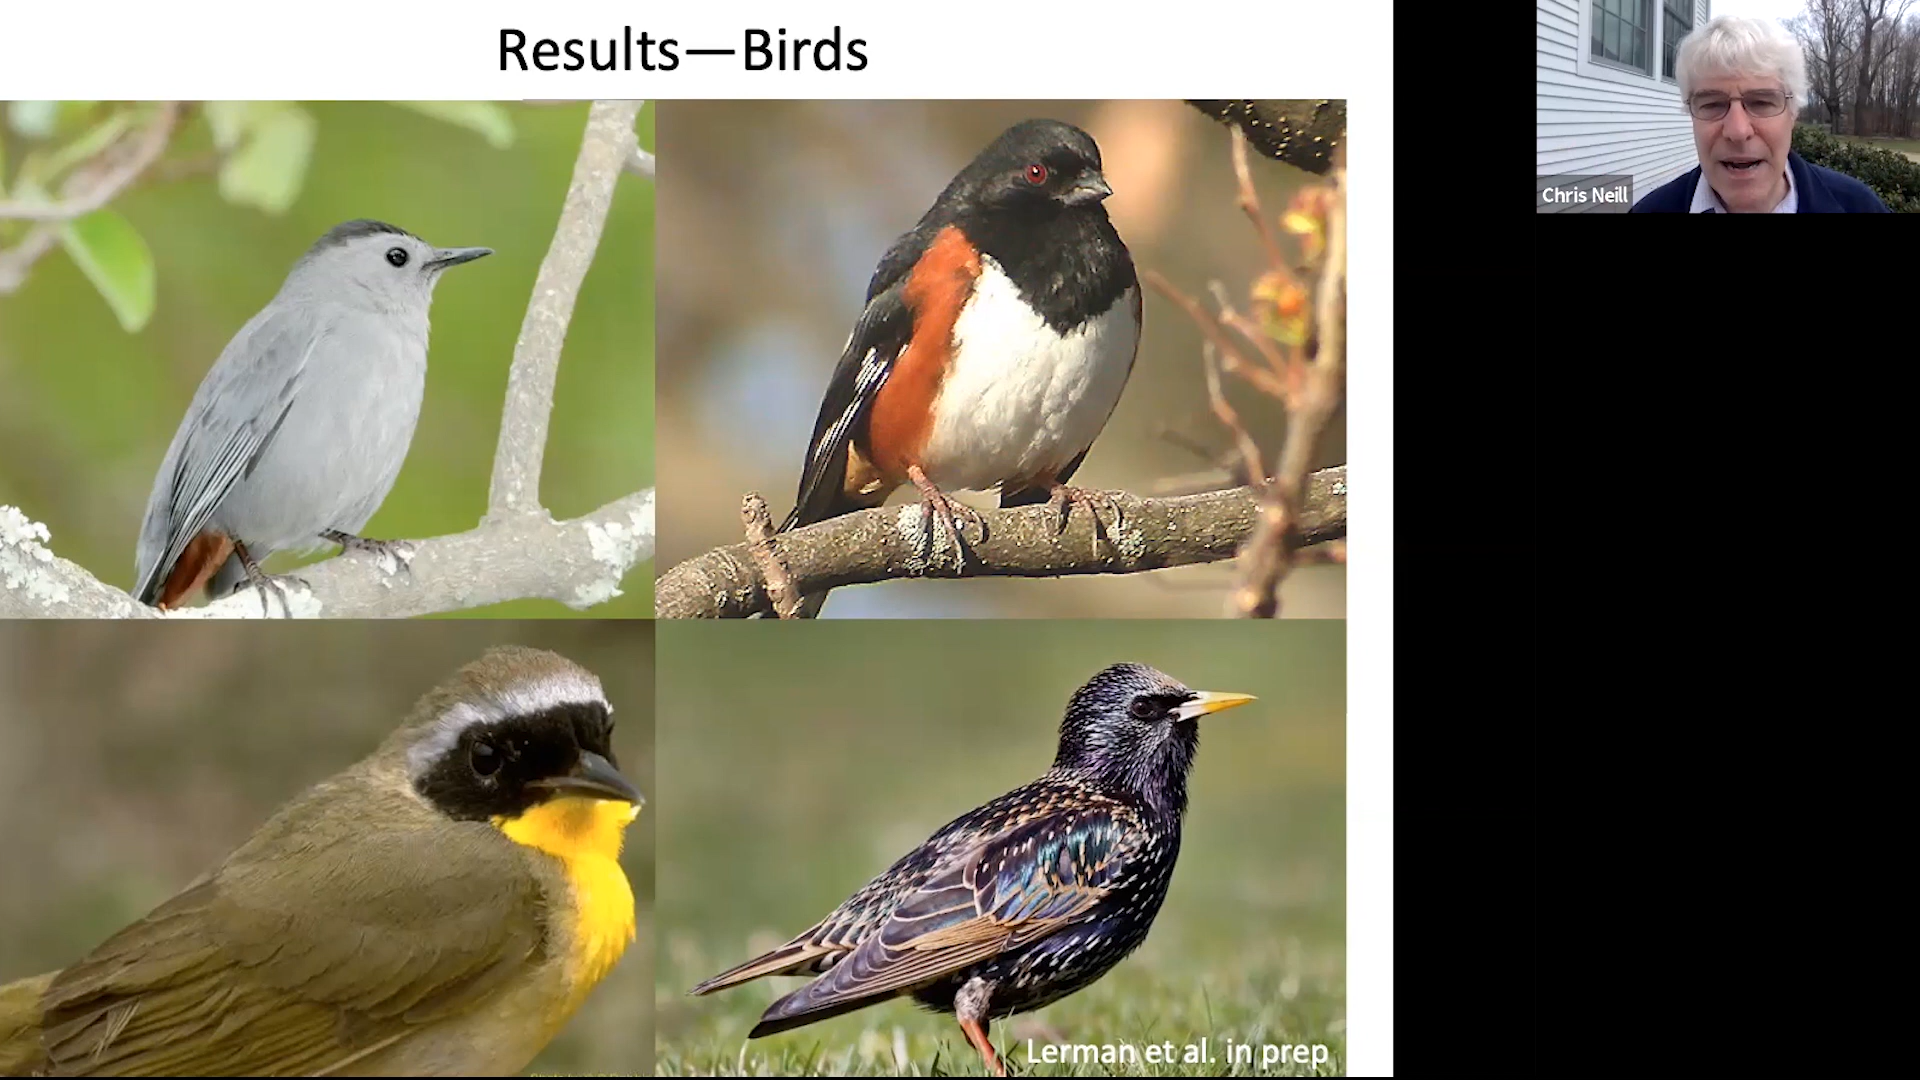 Results—Birds
Chris Neill
Lerman et al. in prep